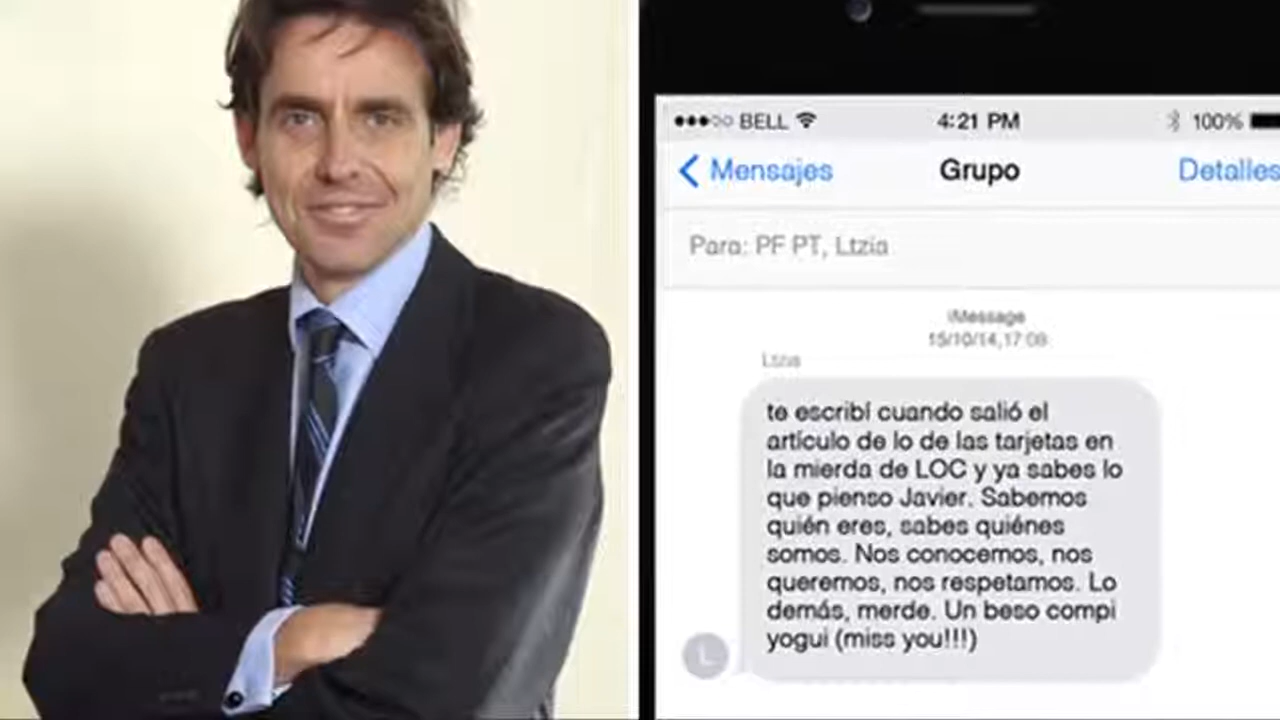 BELL 4:21 PM 100%
Mensajes Grupo Detalles
Para: PF PT, Ltzia
iMessage
15/10/14, 17:08
Ltzia
te escribí cuando salió el
artículo de lo de las tarjetas en
la mierda de LOC y ya sabes lo
que pienso Javier. Sabemos
quién eres, sabes quiénes
somos. Nos conocemos, nos
queremos, nos respetamos. Lo
demás, merde. Un beso compi
yogui (miss you!!!)
L